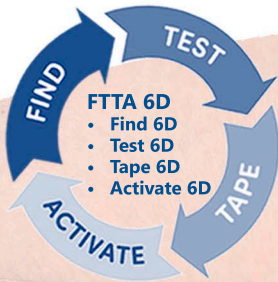 FIND
TEST
TAPE
ACTIVATE
FTTA 6D
• Find 6D
• Test 6D
• Tape 6D
• Activate 6D